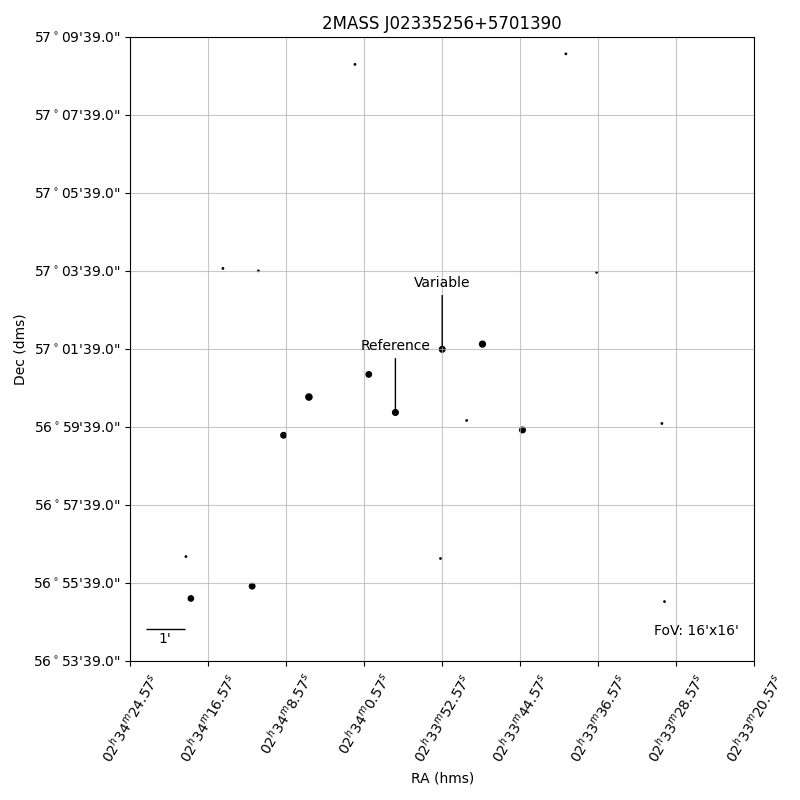 2MASS J02335256+5701390
57°09'39.0"
57°07'39.0"
57°05'39.0"
57°03'39.0"
57°01'39.0"
56°59'39.0"
56°57'39.0"
56°55'39.0"
56°53'39.0"
Dec (dms)
Variable
Reference
1'
FoV: 16'x16'
02h34m24.57s
02h34m16.57s
02h34m8.57s
02h34m0.57s
02h33m52.57s
02h33m44.57s
02h33m36.57s
02h33m28.57s
02h33m20.57s
RA (hms)